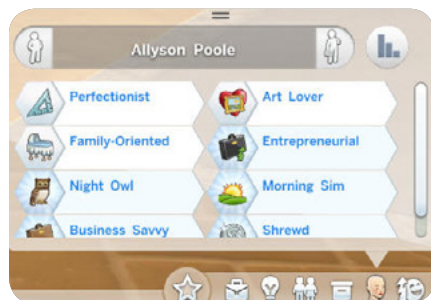 Allyson Poole
Perfectionist
Art Lover
Family-Oriented
Entrepreneurial
Night Owl
Morning Sim
Business Savvy
Shrewd